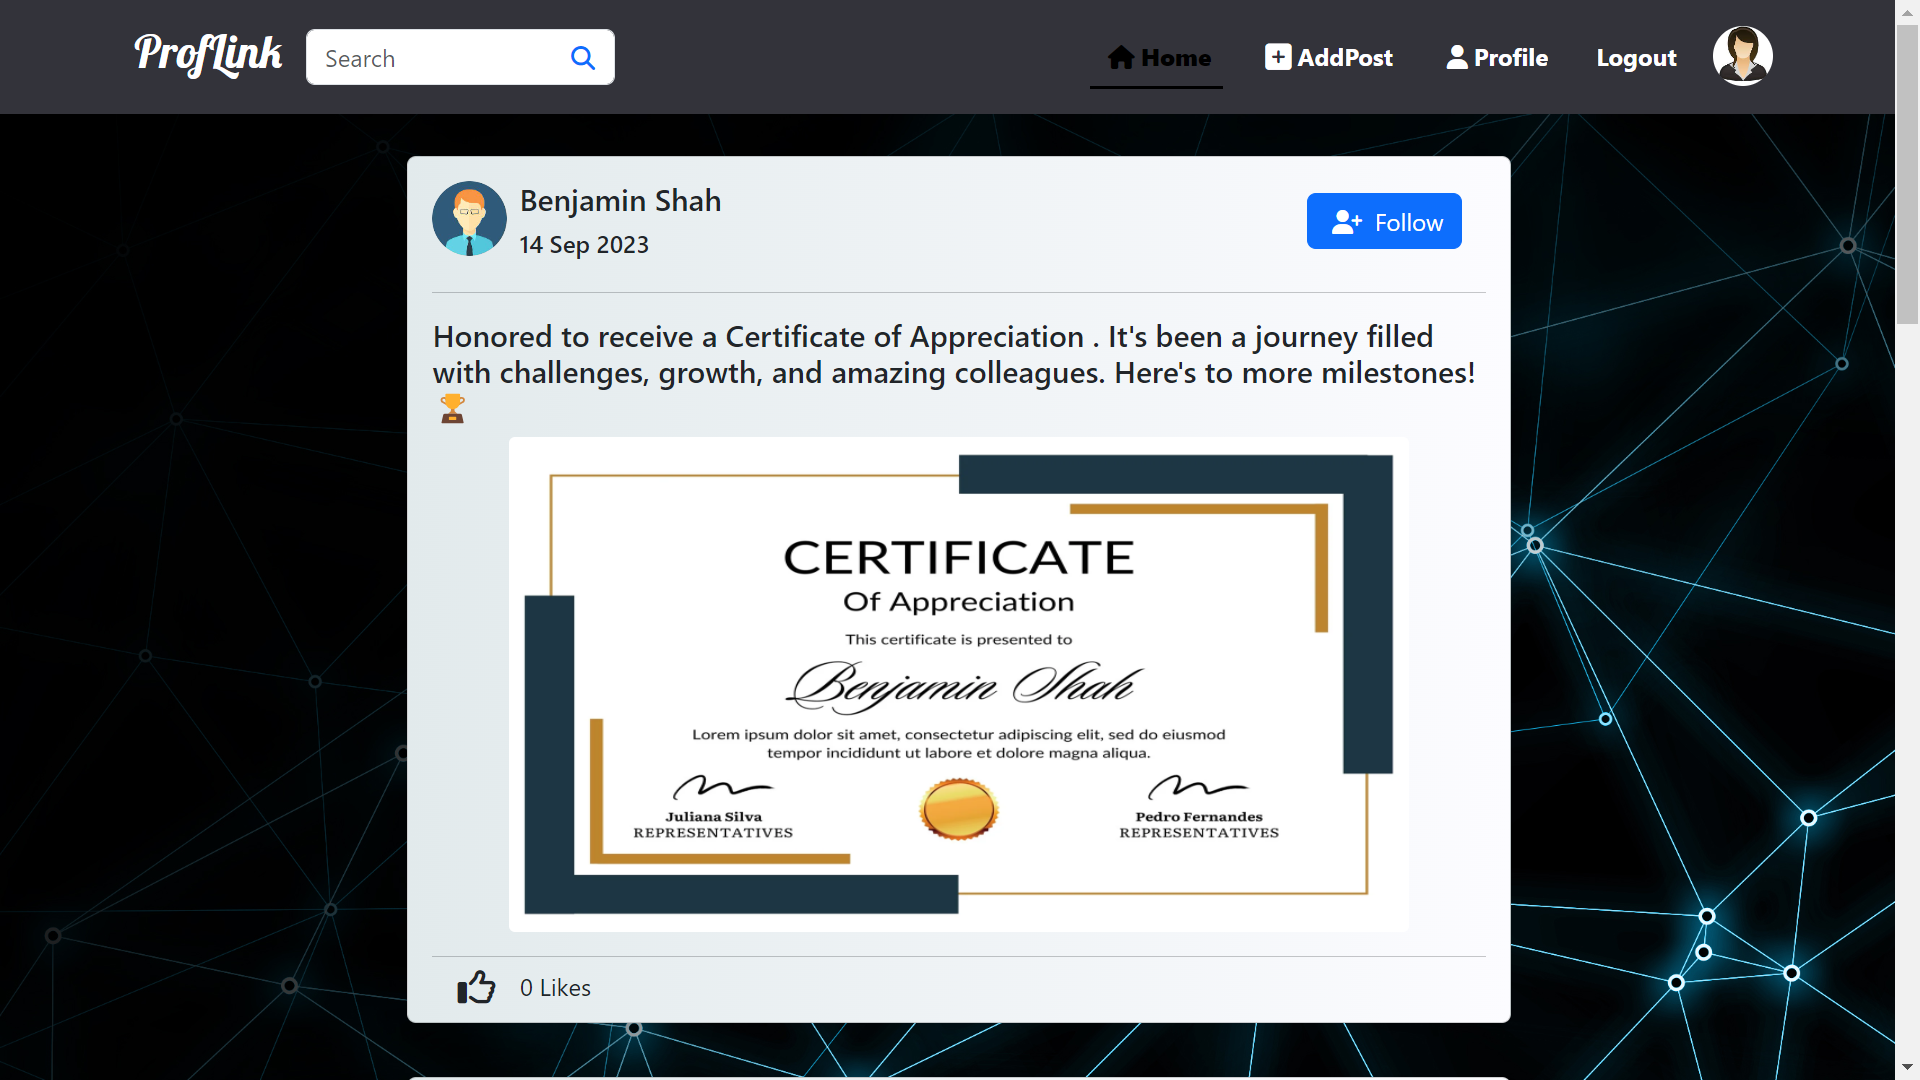 ProfLink
Search
Home
AddPost
Profile
Logout
Benjamin Shah
14 Sep 2023
Follow
Honored to receive a Certificate of Appreciation . It's been a journey filled
with challenges, growth, and amazing colleagues. Here's to more milestones!
🏆
CERTIFICATE
Of Appreciation
This certificate is presented to
Benjamin Shah
Lorem ipsum dolor sit amet, consectetur adipiscing elit, sed do eiusmod
tempor incididunt ut labore et dolore magna aliqua.
Juliana Silva
REPRESENTATIVES
Pedro Fernandes
REPRESENTATIVES
0 Likes